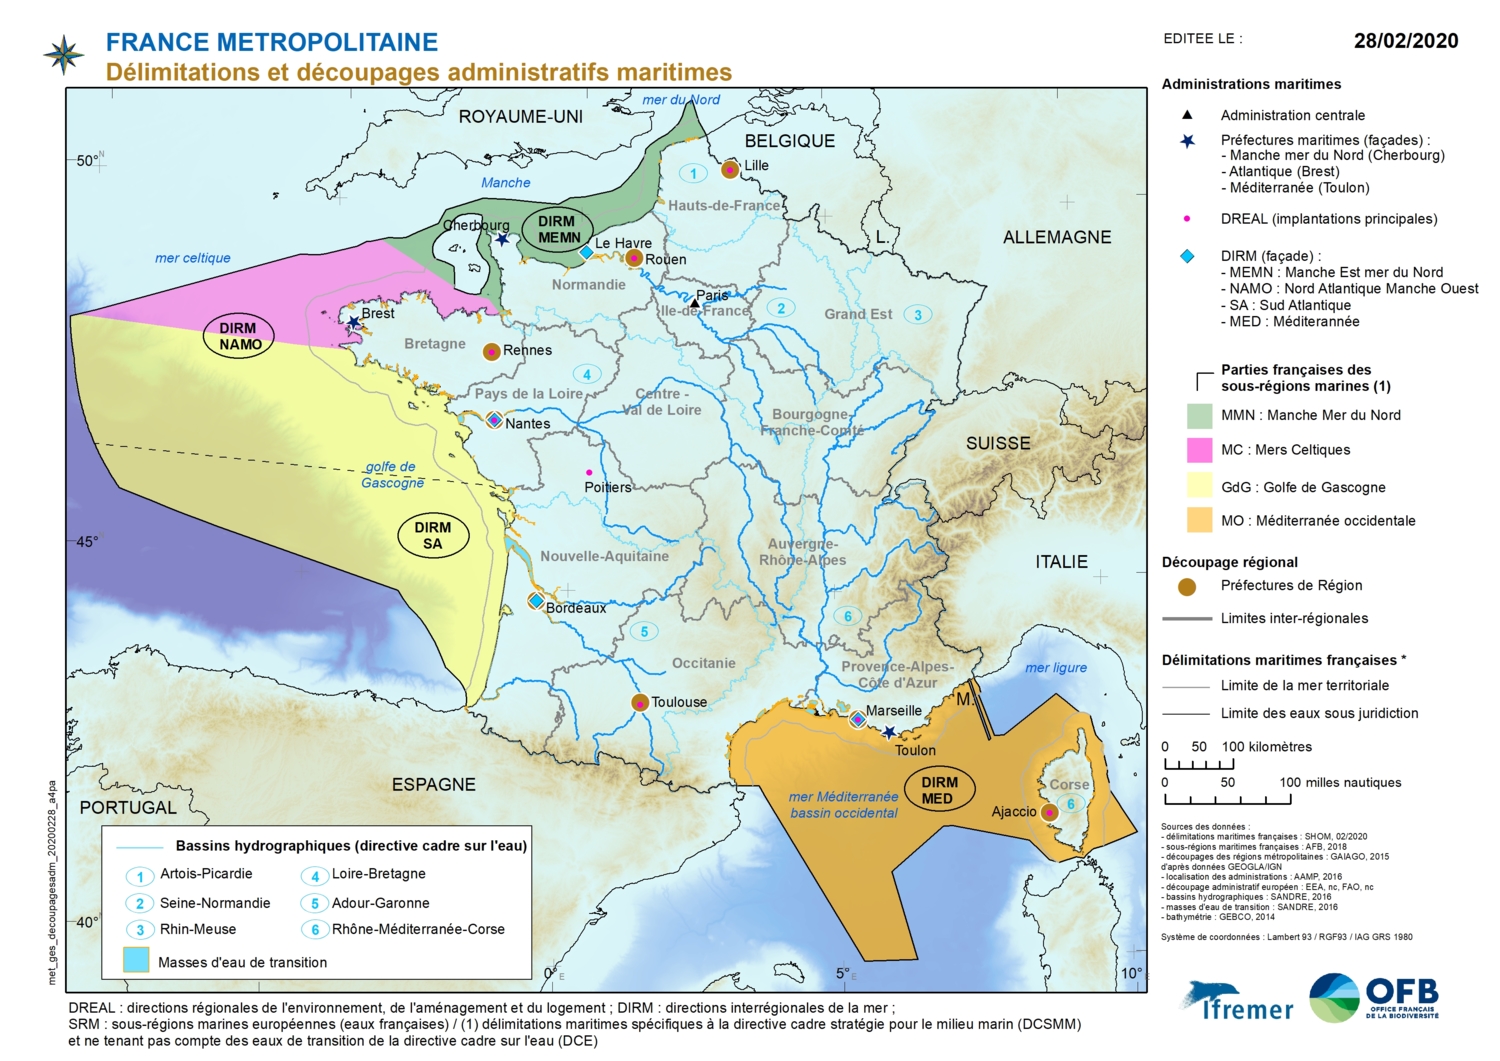 FRANCE METROPOLITAINE
Délimitations et découpages administratifs maritimes
EDITEE LE :
28/02/2020
mer du Nord
ROYAUME-UNI
BELGIQUE
50°N
Lille
1
Manche
Hauts-de-France
Cherbourg
DIRM
MEMN
L.
ALLEMAGNE
Le Havre
mer celtique
Rouen
Normandie
Paris
Ile-de-France
2
Grand Est
3
Brest
DIRM
NAMO
Bretagne
Rennes
4
Pays de la Loire
Centre -
Val de Loire
Bourgogne-
Franche-Comté
Nantes
SUISSE
golfe de
Gascogne
Poitiers
DIRM
SA
45°
Nouvelle-Aquitaine
Auvergne-
Rhône-Alpes
ITALIE
Bordeaux
6
5
Occitanie
Provence-Alpes-
Côte d'Azur
mer ligure
Toulouse
Marseille
M.
Toulon
ESPAGNE
DIRM
MED
Corse
6
mer Méditerranée
bassin occidental
Ajaccio
PORTUGAL
40°
0°E
5°E
10°E
Bassins hydrographiques (directive cadre sur l'eau)
1 Artois-Picardie
4 Loire-Bretagne
2 Seine-Normandie
5 Adour-Garonne
3 Rhin-Meuse
6 Rhône-Méditerranée-Corse
Masses d'eau de transition
met_ges_decoupagesadm_20200228_a4pa
Administrations maritimes
Administration centrale
Préfectures maritimes (façades) :
- Manche mer du Nord (Cherbourg)
- Atlantique (Brest)
- Méditerranée (Toulon)
DREAL (implantations principales)
DIRM (façade) :
- MEMN : Manche Est mer du Nord
- NAMO : Nord Atlantique Manche Ouest
- SA : Sud Atlantique
- MED : Méditerannée
Parties françaises des
sous-régions marines (1)
MMN : Manche Mer du Nord
MC : Mers Celtiques
GdG : Golfe de Gascogne
MO : Méditerranée occidentale
Découpage régional
Préfectures de Région
Limites inter-régionales
Délimitations maritimes françaises *
Limite de la mer territoriale
Limite des eaux sous juridiction
0 50 100 kilomètres
0 50 100 milles nautiques
Sources des données :
- délimitations maritimes françaises : SHOM, 02/2020
- sous-régions maritimes françaises : AFB, 2018
- découpages des régions métropolitaines : GAIAGO, 2015
d'après données GEOGLA/IGN
- localisation des administrations : AAMP, 2016
- découpage administratif européen : EEA, nc, FAO, nc
- bassins hydrographiques : SANDRE, 2016
- masses d'eau de transition : SANDRE, 2016
- bathymétrie : GEBCO, 2014
Système de coordonnées : Lambert 93 / RGF93 / IAG GRS 1980
Ifremer
OFB
OFFICE FRANÇAIS
DE LA BIODIVERSITÉ
DREAL : directions régionales de l'environnement, de l'aménagement et du logement ; DIRM : directions interrégionales de la mer ;
SRM : sous-régions marines européennes (eaux françaises) / (1) délimitations maritimes spécifiques à la directive cadre stratégie pour le milieu marin (DCSMM)
et ne tenant pas compte des eaux de transition de la directive cadre sur l'eau (DCE)